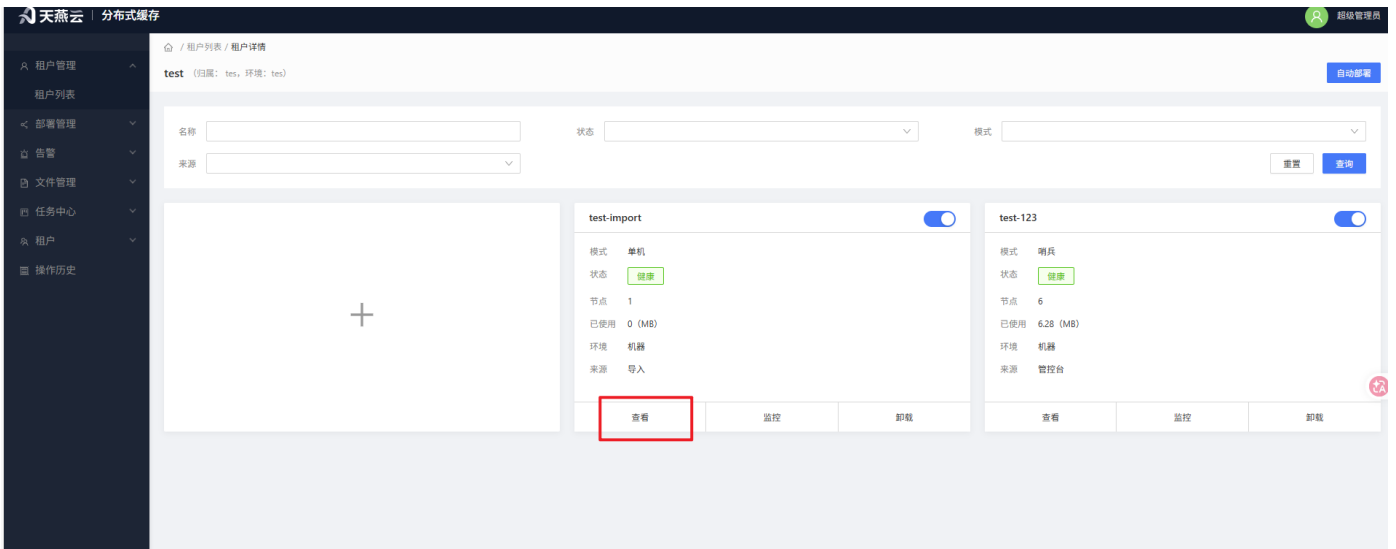 天燕云 | 分布式缓存
超级管理员
/ 租户列表 / 租户详情
test （归属： tes，环境：tes）
自动部署
租户管理
租户列表
部署管理
告警
文件管理
任务中心
租户
操作历史
名称
状态
模式
来源
重置
查询
test-import
模式 单机
状态 健康
节点 1
已使用 0（MB）
环境 机器
来源 导入
查看 监控 卸载
test-123
模式 哨兵
状态 健康
节点 6
已使用 6.28（MB）
环境 机器
来源 管控台
查看 监控 卸载